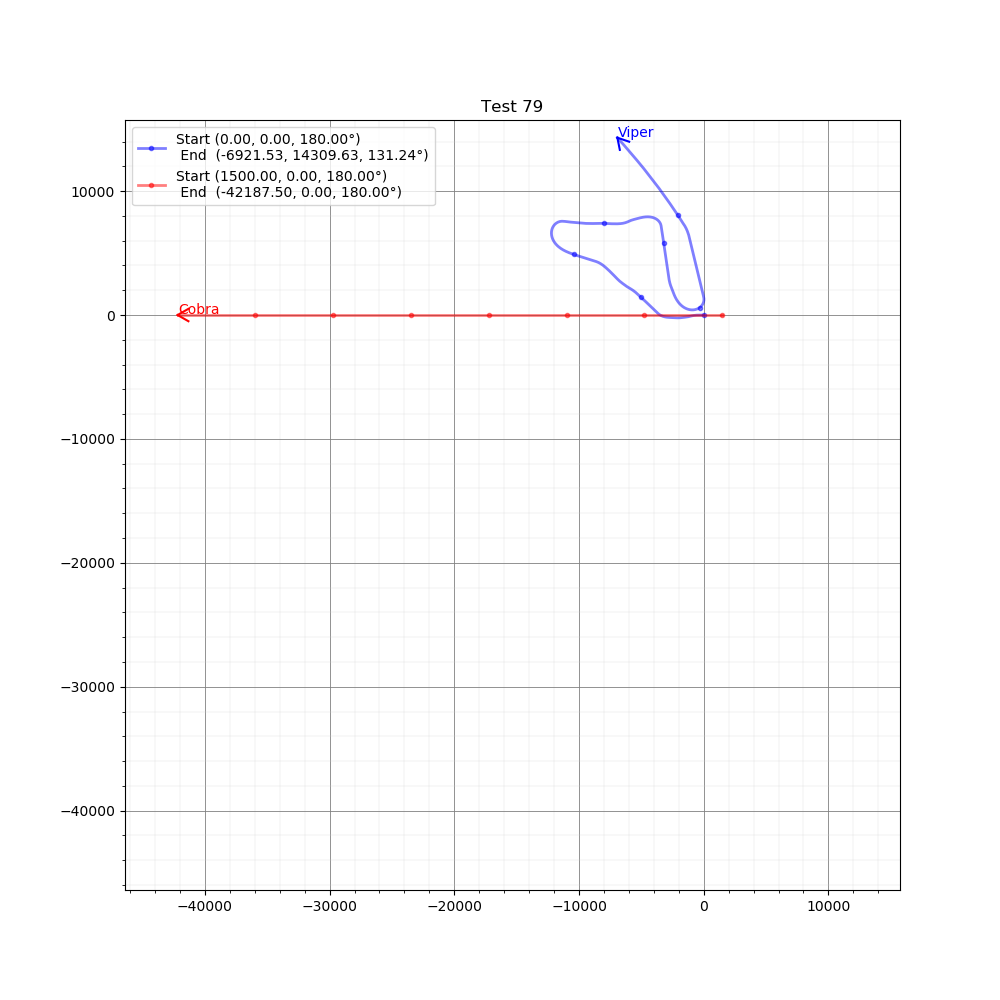 Test 79
Start (0.00, 0.00, 180.00°)
End (-6921.53, 14309.63, 131.24°)
Start (1500.00, 0.00, 180.00°)
End (-42187.50, 0.00, 180.00°)
Viper
Cobra
10000
0
−10000
−20000
−30000
−40000
−40000 −30000 −20000 −10000 0 10000